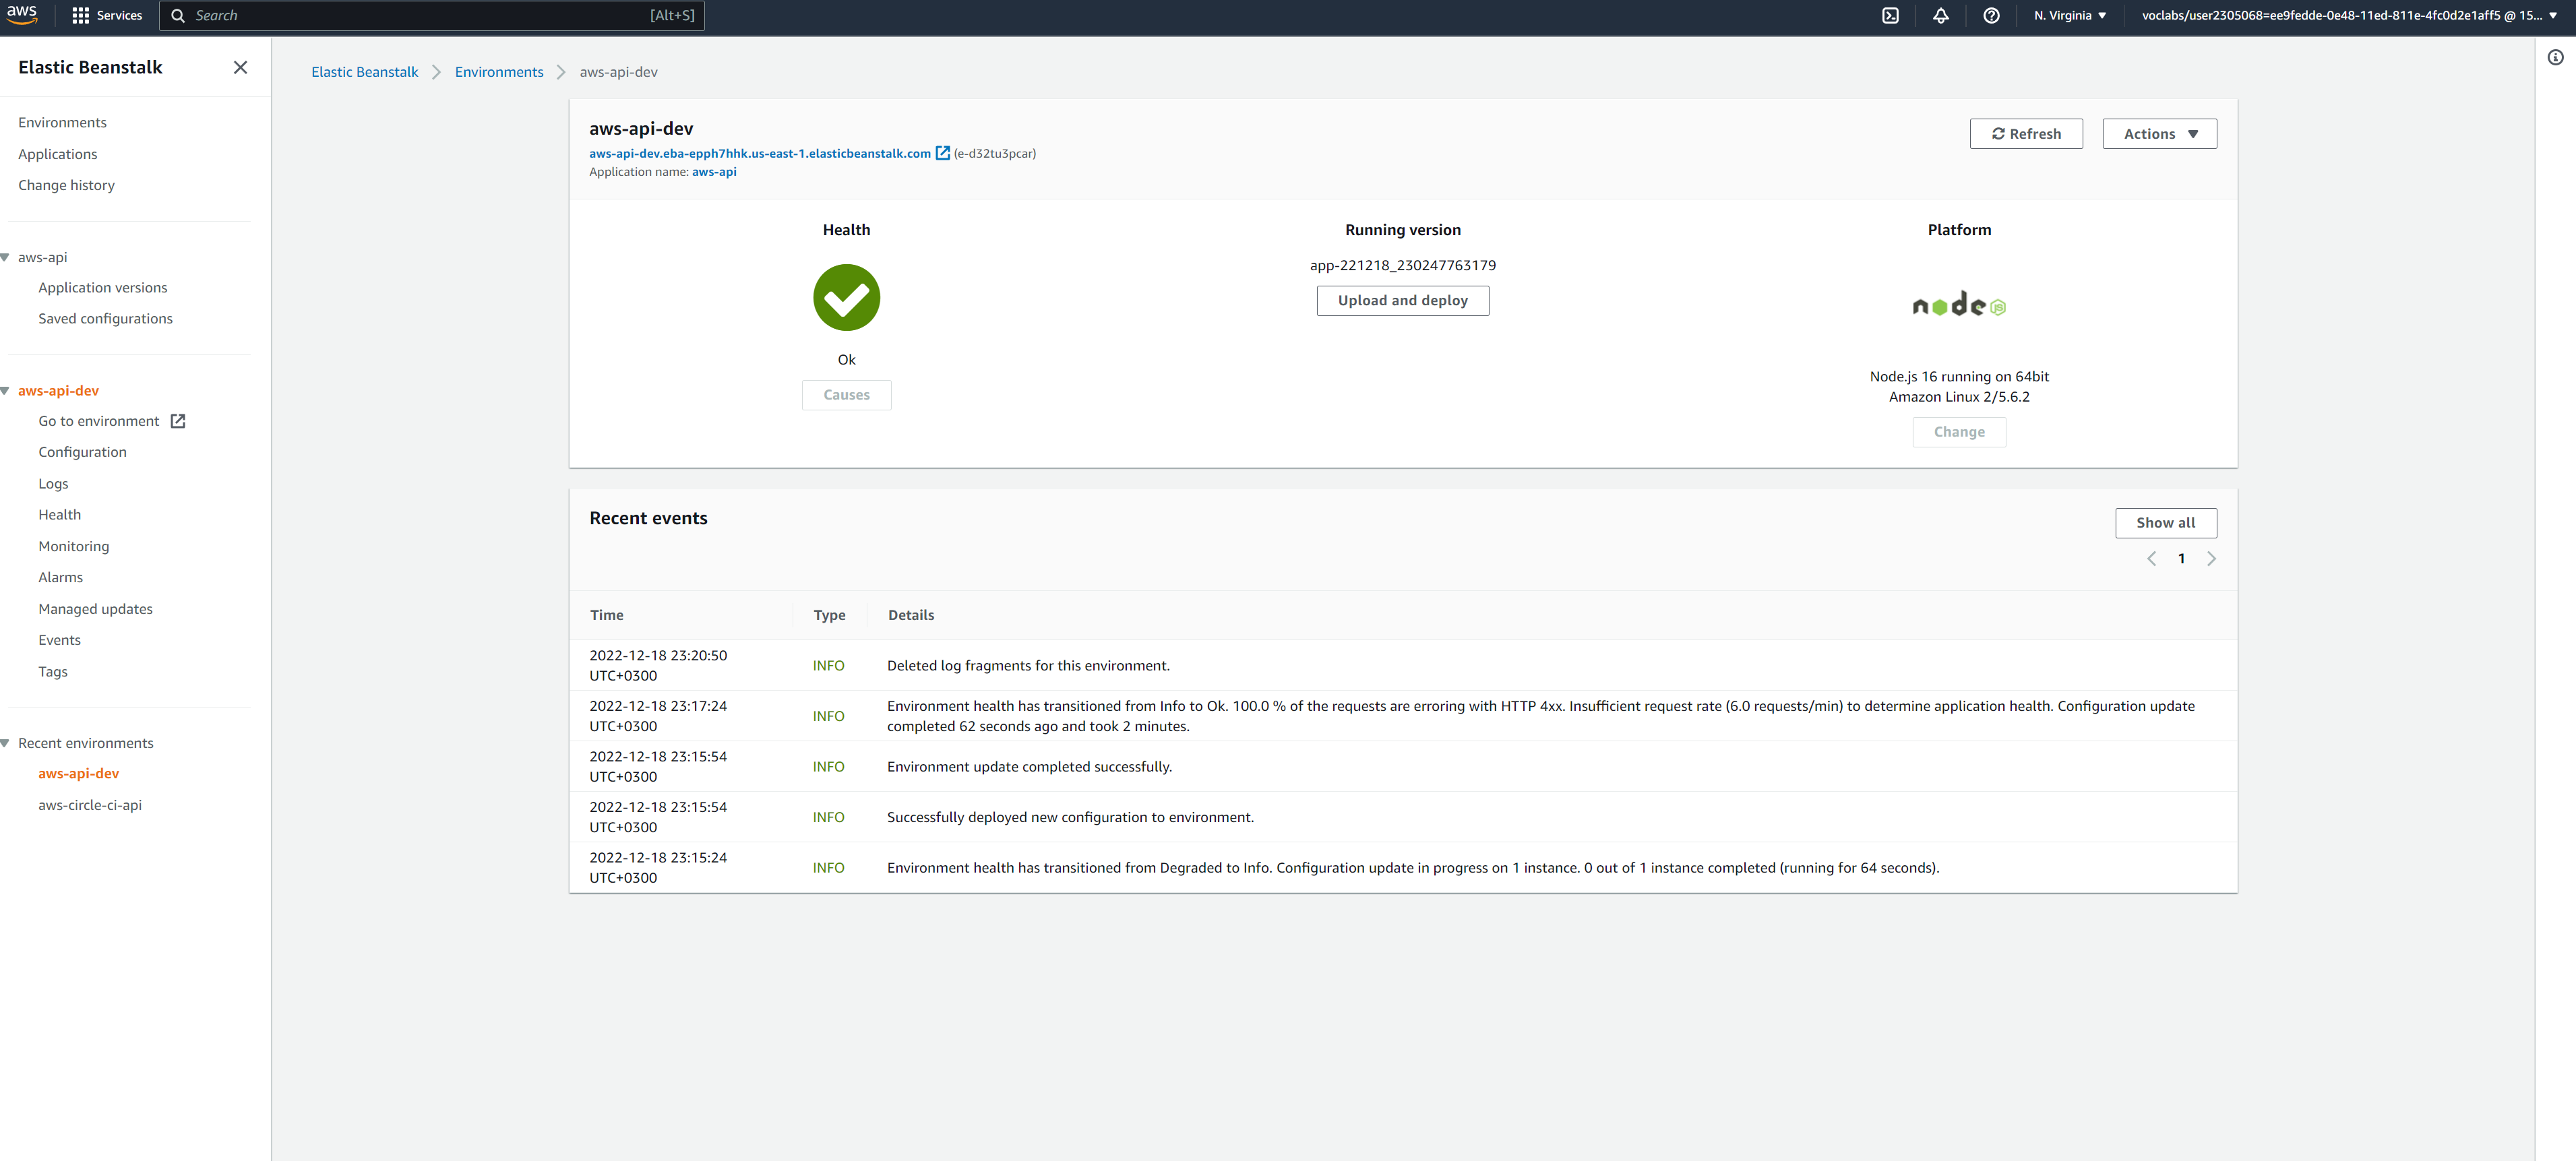 aws
Services
Search
[Alt+S]
N. Virginia
voclabs/user2305068=ee9fedde-0e48-11ed-811e-4fc0d2e1aff5 @ 15...
Elastic Beanstalk
Environments
Applications
Change history
aws-api
Application versions
Saved configurations
aws-api-dev
Go to environment
Configuration
Logs
Health
Monitoring
Alarms
Managed updates
Events
Tags
Recent environments
aws-api-dev
aws-circle-ci-api
Elastic Beanstalk
Environments
aws-api-dev
aws-api-dev
aws-api-dev.eba-epph7hhk.us-east-1.elasticbeanstalk.com (e-d32tu3pcar)
Application name: aws-api
Refresh
Actions
Health
Ok
Causes
Running version
app-221218_230247763179
Upload and deploy
Platform
node JS
Node.js 16 running on 64bit
Amazon Linux 2/5.6.2
Change
Recent events
Show all
1
Time Type Details
2022-12-18 23:20:50
UTC+0300
INFO
Deleted log fragments for this environment.
2022-12-18 23:17:24
UTC+0300
INFO
Environment health has transitioned from Info to Ok. 100.0 % of the requests are erroring with HTTP 4xx. Insufficient request rate (6.0 requests/min) to determine application health. Configuration update
completed 62 seconds ago and took 2 minutes.
2022-12-18 23:15:54
UTC+0300
INFO
Environment update completed successfully.
2022-12-18 23:15:54
UTC+0300
INFO
Successfully deployed new configuration to environment.
2022-12-18 23:15:24
UTC+0300
INFO
Environment health has transitioned from Degraded to Info. Configuration update in progress on 1 instance. 0 out of 1 instance completed (running for 64 seconds).